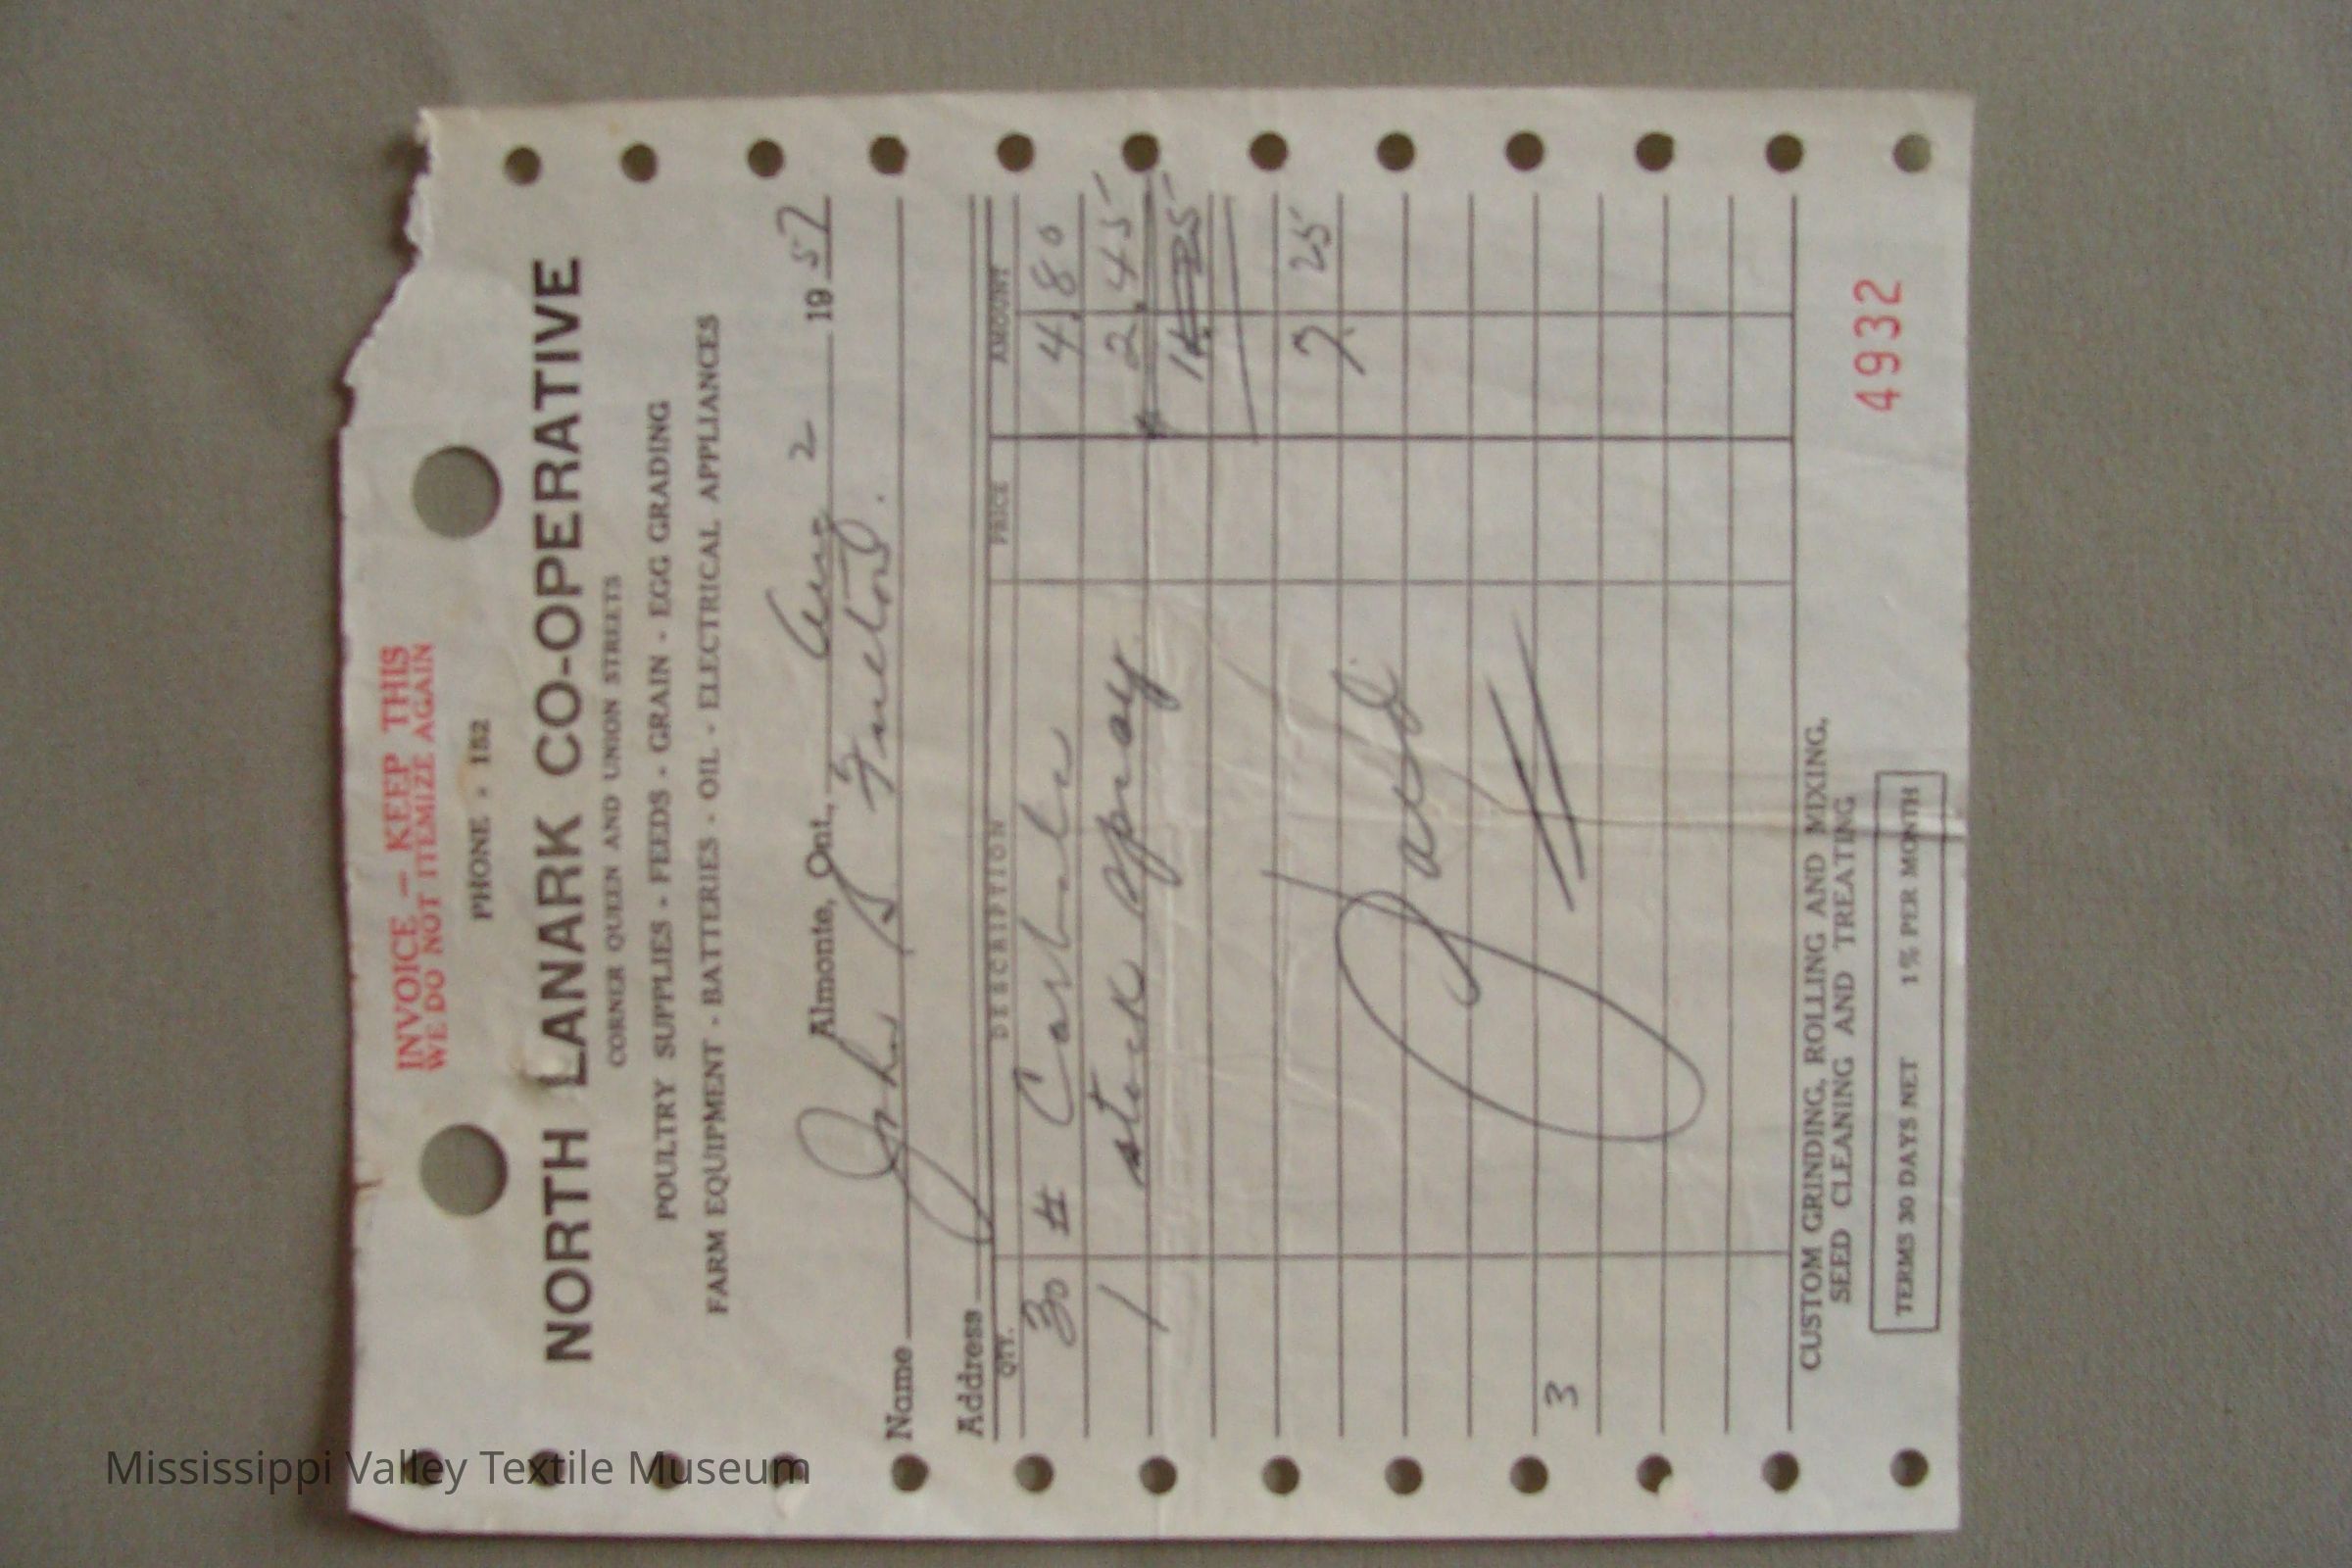 INVOICE — KEEP THIS
WE DO NOT ITEMIZE AGAIN
PHONE - 152
NORTH LANARK CO-OPERATIVE
CORNER QUEEN AND UNION STREETS
POULTRY SUPPLIES - FEEDS - GRAIN - EGG GRADING
FARM EQUIPMENT - BATTERIES - OIL - ELECTRICAL APPLIANCES
Almonte, Ont., Aug 2 1957
Name John S
Address
QTY. DESCRIPTION PRICE AMOUNT
30 # 4.80
1 stock spray 2.45
7.25
Paid
3
CUSTOM GRINDING, ROLLING AND MIXING,
SEED CLEANING AND TREATING
TERMS 30 DAYS NET 1% PER MONTH
4932
Mississippi Valley Textile Museum